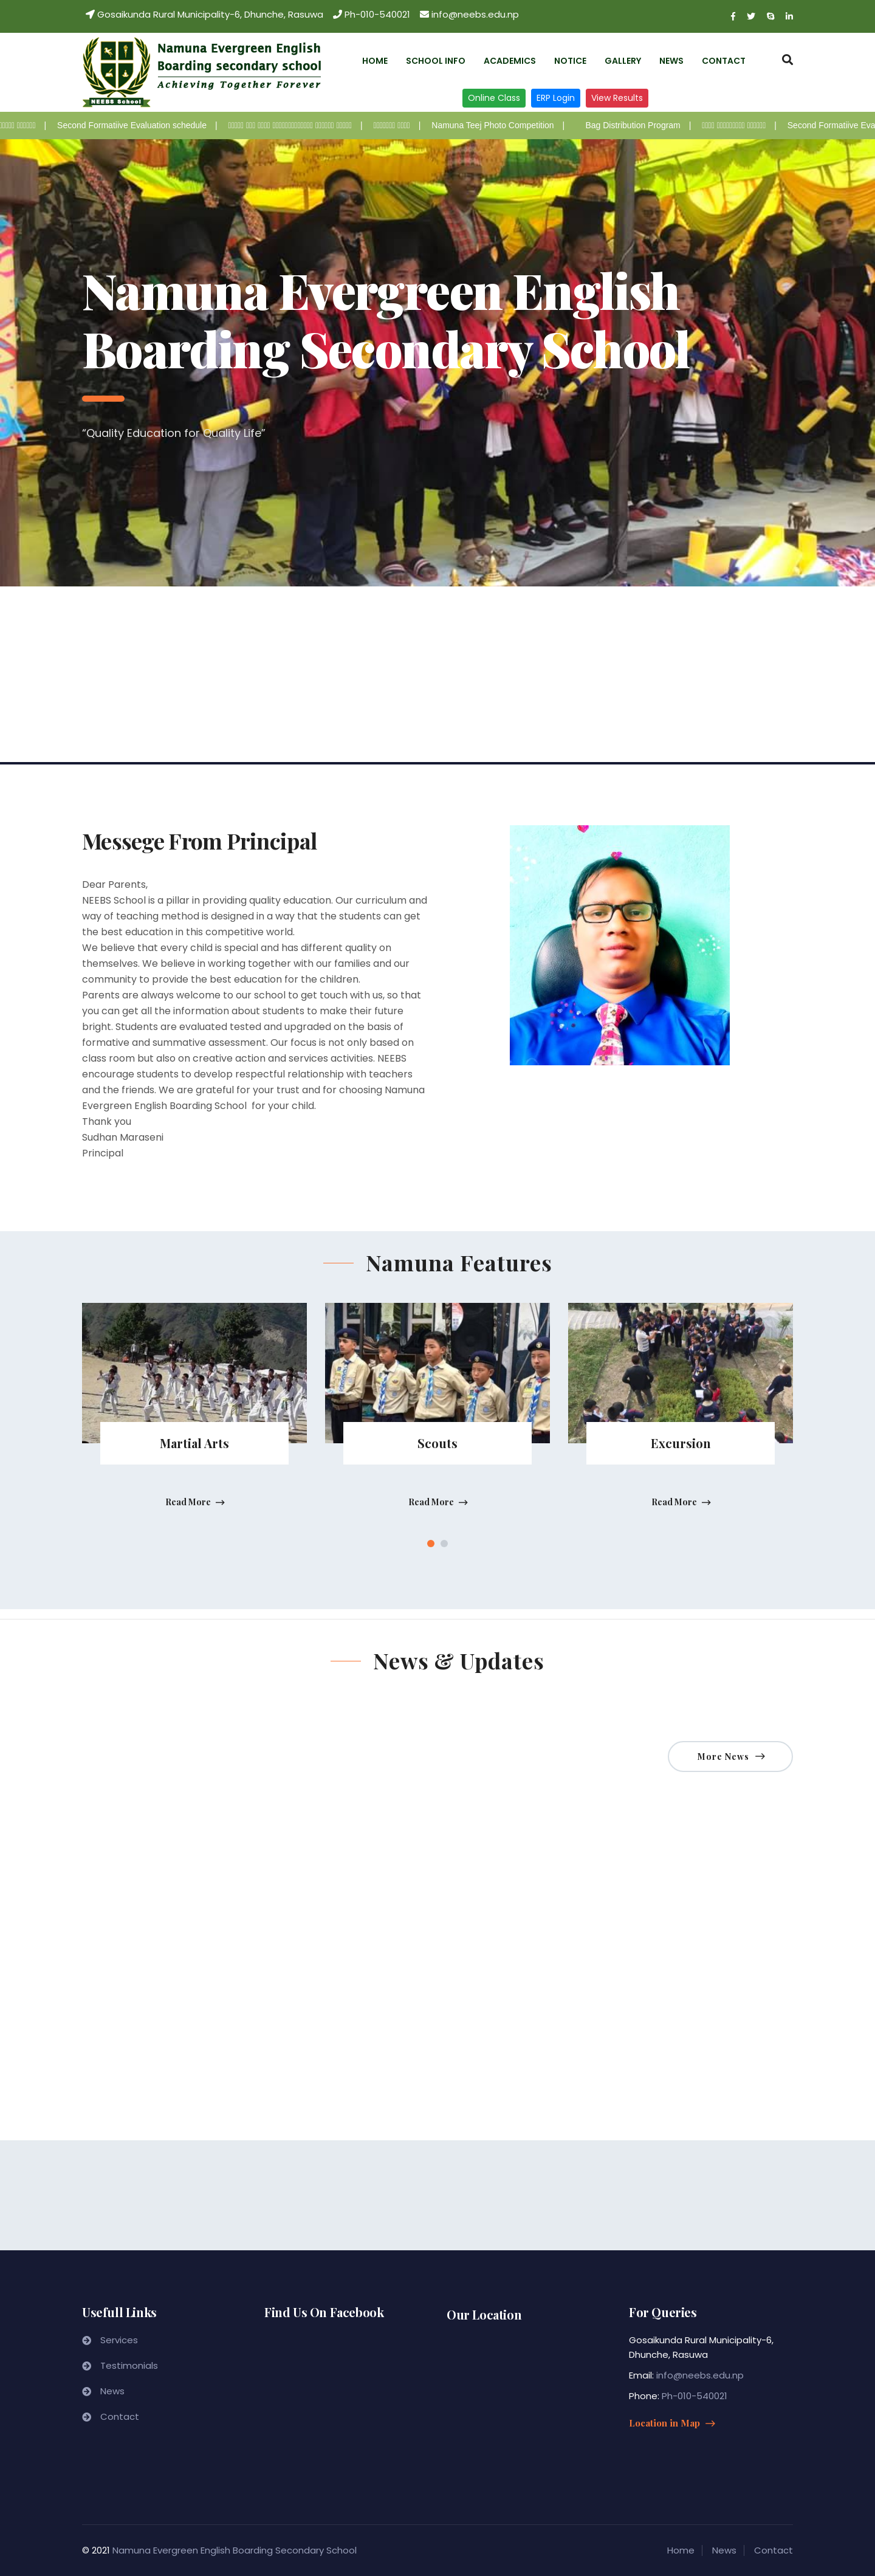 Gosaikunda Rural Municipality-6, Dhunche, Rasuwa Ph-010-540021 info@neebs.edu.np
Namuna Evergreen English
Boarding secondary school
Achieving Together Forever
NEEBS School
HOME SCHOOL INFO ACADEMICS NOTICE GALLERY NEWS CONTACT
Online Class ERP Login View Results
| Second Formatiive Evaluation schedule | | | Namuna Teej Photo Competition | Bag Distribution Program | | Second Formatiive Eva
Namuna Evergreen English
Boarding Secondary School
“Quality Education for Quality Life”
Messege From Principal
Dear Parents,
NEEBS School is a pillar in providing quality education. Our curriculum and
way of teaching method is designed in a way that the students can get
the best education in this competitive world.
We believe that every child is special and has different quality on
themselves. We believe in working together with our families and our
community to provide the best education for the children.
Parents are always welcome to our school to get touch with us, so that
you can get all the information about students to make their future
bright. Students are evaluated tested and upgraded on the basis of
formative and summative assessment. Our focus is not only based on
class room but also on creative action and services activities. NEEBS
encourage students to develop respectful relationship with teachers
and the friends. We are grateful for your trust and for choosing Namuna
Evergreen English Boarding School for your child.
Thank you
Sudhan Maraseni
Principal
Namuna Features
Martial Arts
Read More
Scouts
Read More
Excursion
Read More
News & Updates
More News
Usefull Links
Services
Testimonials
News
Contact
Find Us On Facebook
Our Location
For Queries
Gosaikunda Rural Municipality-6,
Dhunche, Rasuwa
Email: info@neebs.edu.np
Phone: Ph-010-540021
Location in Map
© 2021 Namuna Evergreen English Boarding Secondary School
Home News Contact